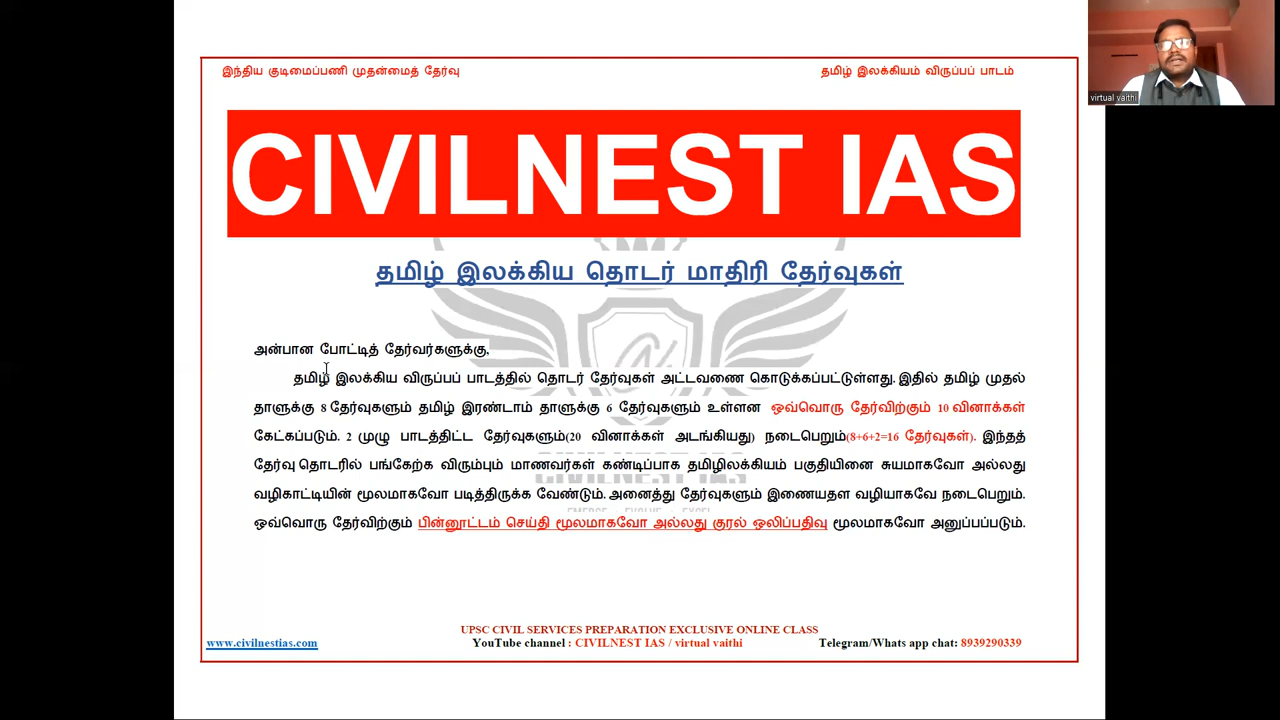 virtual vaithi
இந்திய குடிமைப்பணி முதன்மைத் தேர்வு தமிழ் இலக்கியம் விருப்பப் பாடம்
CIVILNEST IAS
தமிழ் இலக்கிய தொடர் மாதிரி தேர்வுகள்
அன்பான போட்டித் தேர்வர்களுக்கு,
தமிழ் இலக்கிய விருப்பப் பாடத்தில் தொடர் தேர்வுகள் அட்டவணை கொடுக்கப்பட்டுள்ளது. இதில் தமிழ் முதல்
தாளுக்கு 8 தேர்வுகளும் தமிழ் இரண்டாம் தாளுக்கு 6 தேர்வுகளும் உள்ளன ஒவ்வொரு தேர்விற்கும் 10 வினாக்கள்
கேட்கப்படும். 2 முழு பாடத்திட்ட தேர்வுகளும்(20 வினாக்கள் அடங்கியது) நடைபெறும்(8+6+2=16 தேர்வுகள்). இந்தத்
தேர்வு தொடரில் பங்கேற்க விரும்பும் மாணவர்கள் கண்டிப்பாக தமிழிலக்கியம் பகுதியினை சுயமாகவோ அல்லது
வழிகாட்டியின் மூலமாகவோ படித்திருக்க வேண்டும். அனைத்து தேர்வுகளும் இணையதள வழியாகவே நடைபெறும்.
ஒவ்வொரு தேர்விற்கும் பின்னூட்டம் செய்தி மூலமாகவோ அல்லது குரல் ஒலிப்பதிவு மூலமாகவோ அனுப்பப்படும்.
UPSC CIVIL SERVICES PREPARATION EXCLUSIVE ONLINE CLASS
www.civilnestias.com YouTube channel : CIVILNEST IAS / virtual vaithi Telegram/Whats app chat: 8939290339